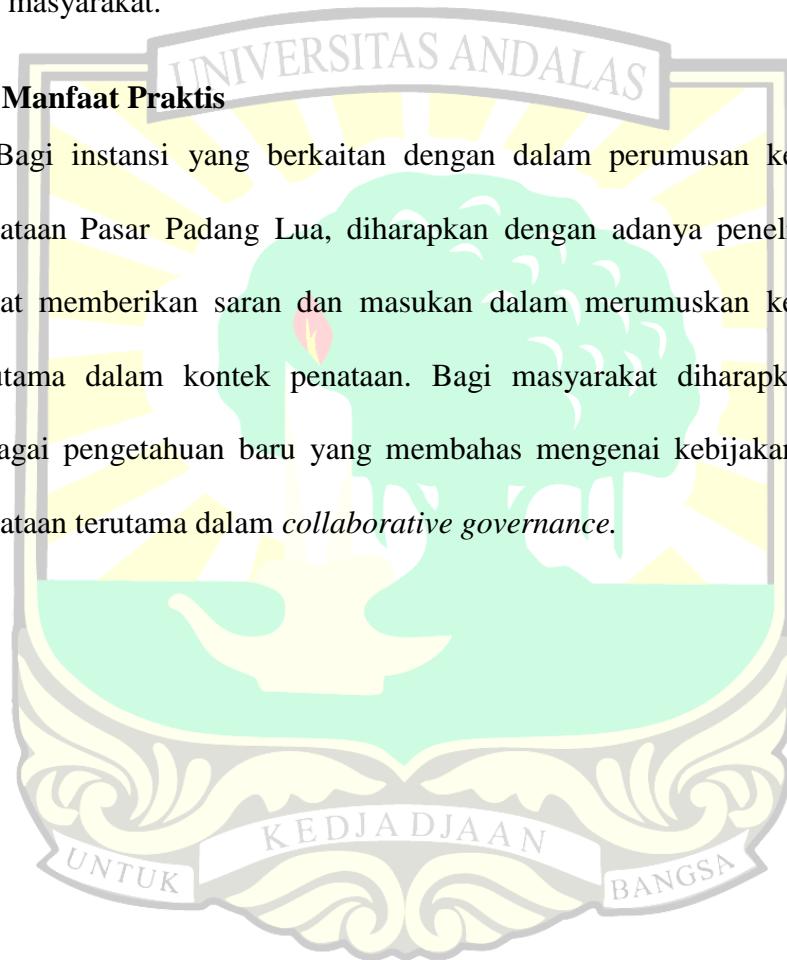 masyarakat.
UNIVERSITAS ANDALAS
Manfaat Praktis
Bagi instansi yang berkaitan dengan dalam perumusan ke
ataan Pasar Padang Lua, diharapkan dengan adanya penel
at memberikan saran dan masukan dalam merumuskan ke
utama dalam kontek penataan. Bagi masyarakat diharapk
agai pengetahuan baru yang membahas mengenai kebijakan
ataan terutama dalam collaborative governance.
UNTUK KEDJADJAAN BANGSA